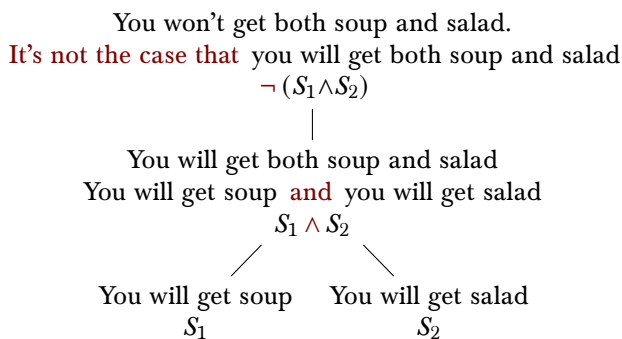 You won’t get both soup and salad.
It's not the case that you will get both soup and salad
¬ (S₁∧S₂)
You will get both soup and salad
You will get soup and you will get salad
S₁ ∧ S₂
You will get soup You will get salad
S₁ S₂